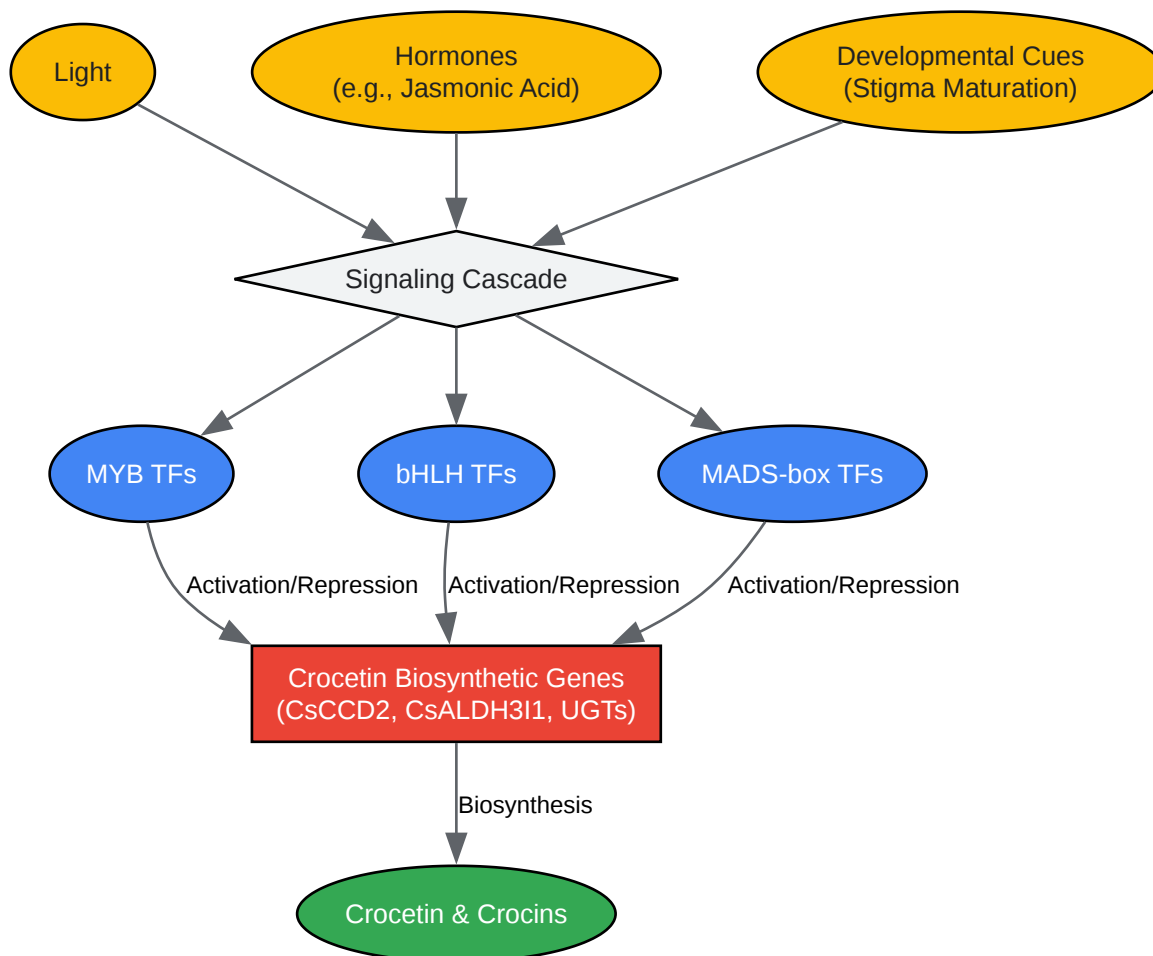 Light
Hormones
(e.g., Jasmonic Acid)
Developmental Cues
(Stigma Maturation)
Signaling Cascade
MYB TFs
bHLH TFs
MADS-box TFs
Activation/Repression
Activation/Repression
Activation/Repression
Crocetin Biosynthetic Genes
(CsCCD2, CsALDH3I1, UGTs)
Biosynthesis
Crocetin & Crocins